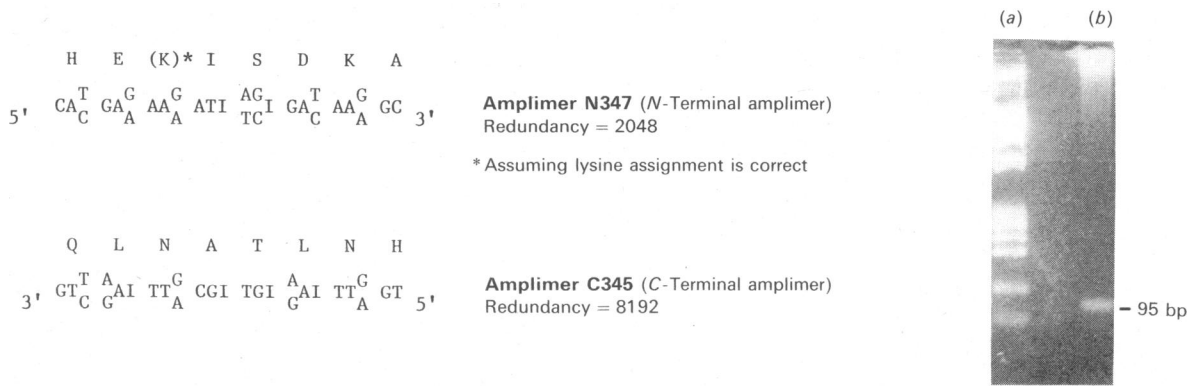 (a) (b)
H E (K)* I S D K A
T G G AG T G
5' CA GA AA ATI I GA AA GC 3'
C A A TC C A
Amplimer N347 (N-Terminal amplimer)
Redundancy = 2048
* Assuming lysine assignment is correct
Q L N A T L N H
T A G A G
3' GT AI TT CGI TGI AI TT GT 5'
C G A G A
Amplimer C345 (C-Terminal amplimer)
Redundancy = 8192
95 bp